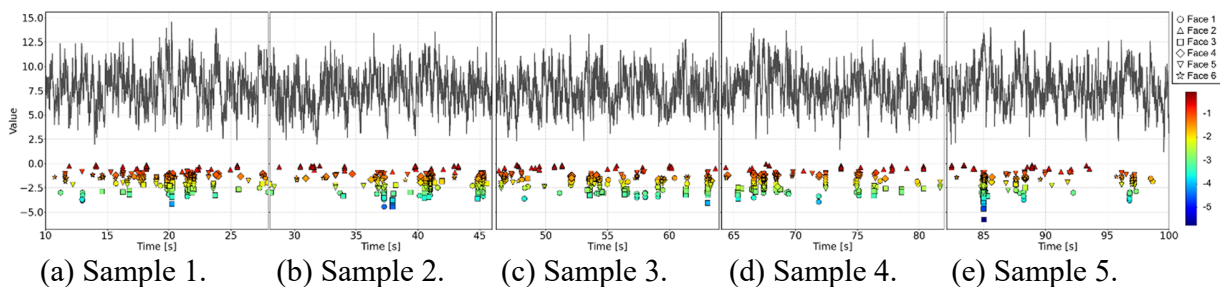 Value
15.0
12.5
10.0
7.5
5.0
2.5
0.0
−2.5
−5.0
10 15 20 25 30 35 40 45 50 55 60 65 70 75 80 85 90 95 100
Time [s] Time [s] Time [s] Time [s] Time [s]
Face 1
Face 2
Face 3
Face 4
Face 5
Face 6
-1
-2
-3
-4
-5
(a) Sample 1. (b) Sample 2. (c) Sample 3. (d) Sample 4. (e) Sample 5.